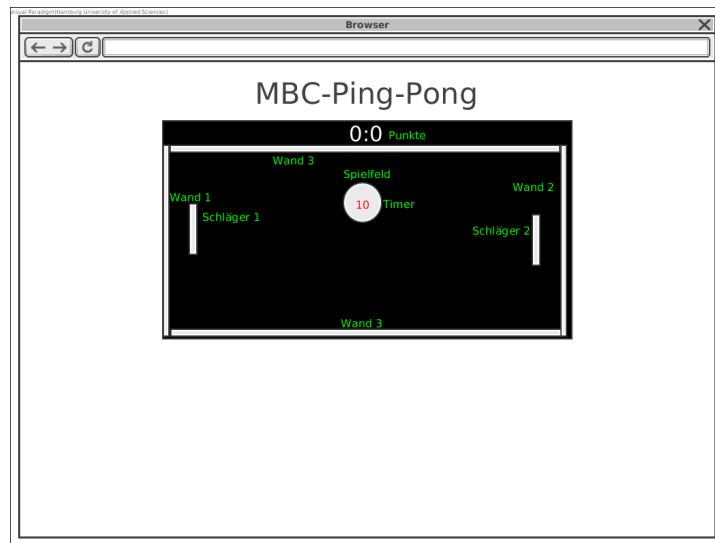 Visual Paradigm(Hamburg University of Applied Sciences)
Browser
MBC-Ping-Pong
0:0 Punkte
Wand 3
Spielfeld
Wand 1
Wand 2
10 Timer
Schläger 1
Schläger 2
Wand 3